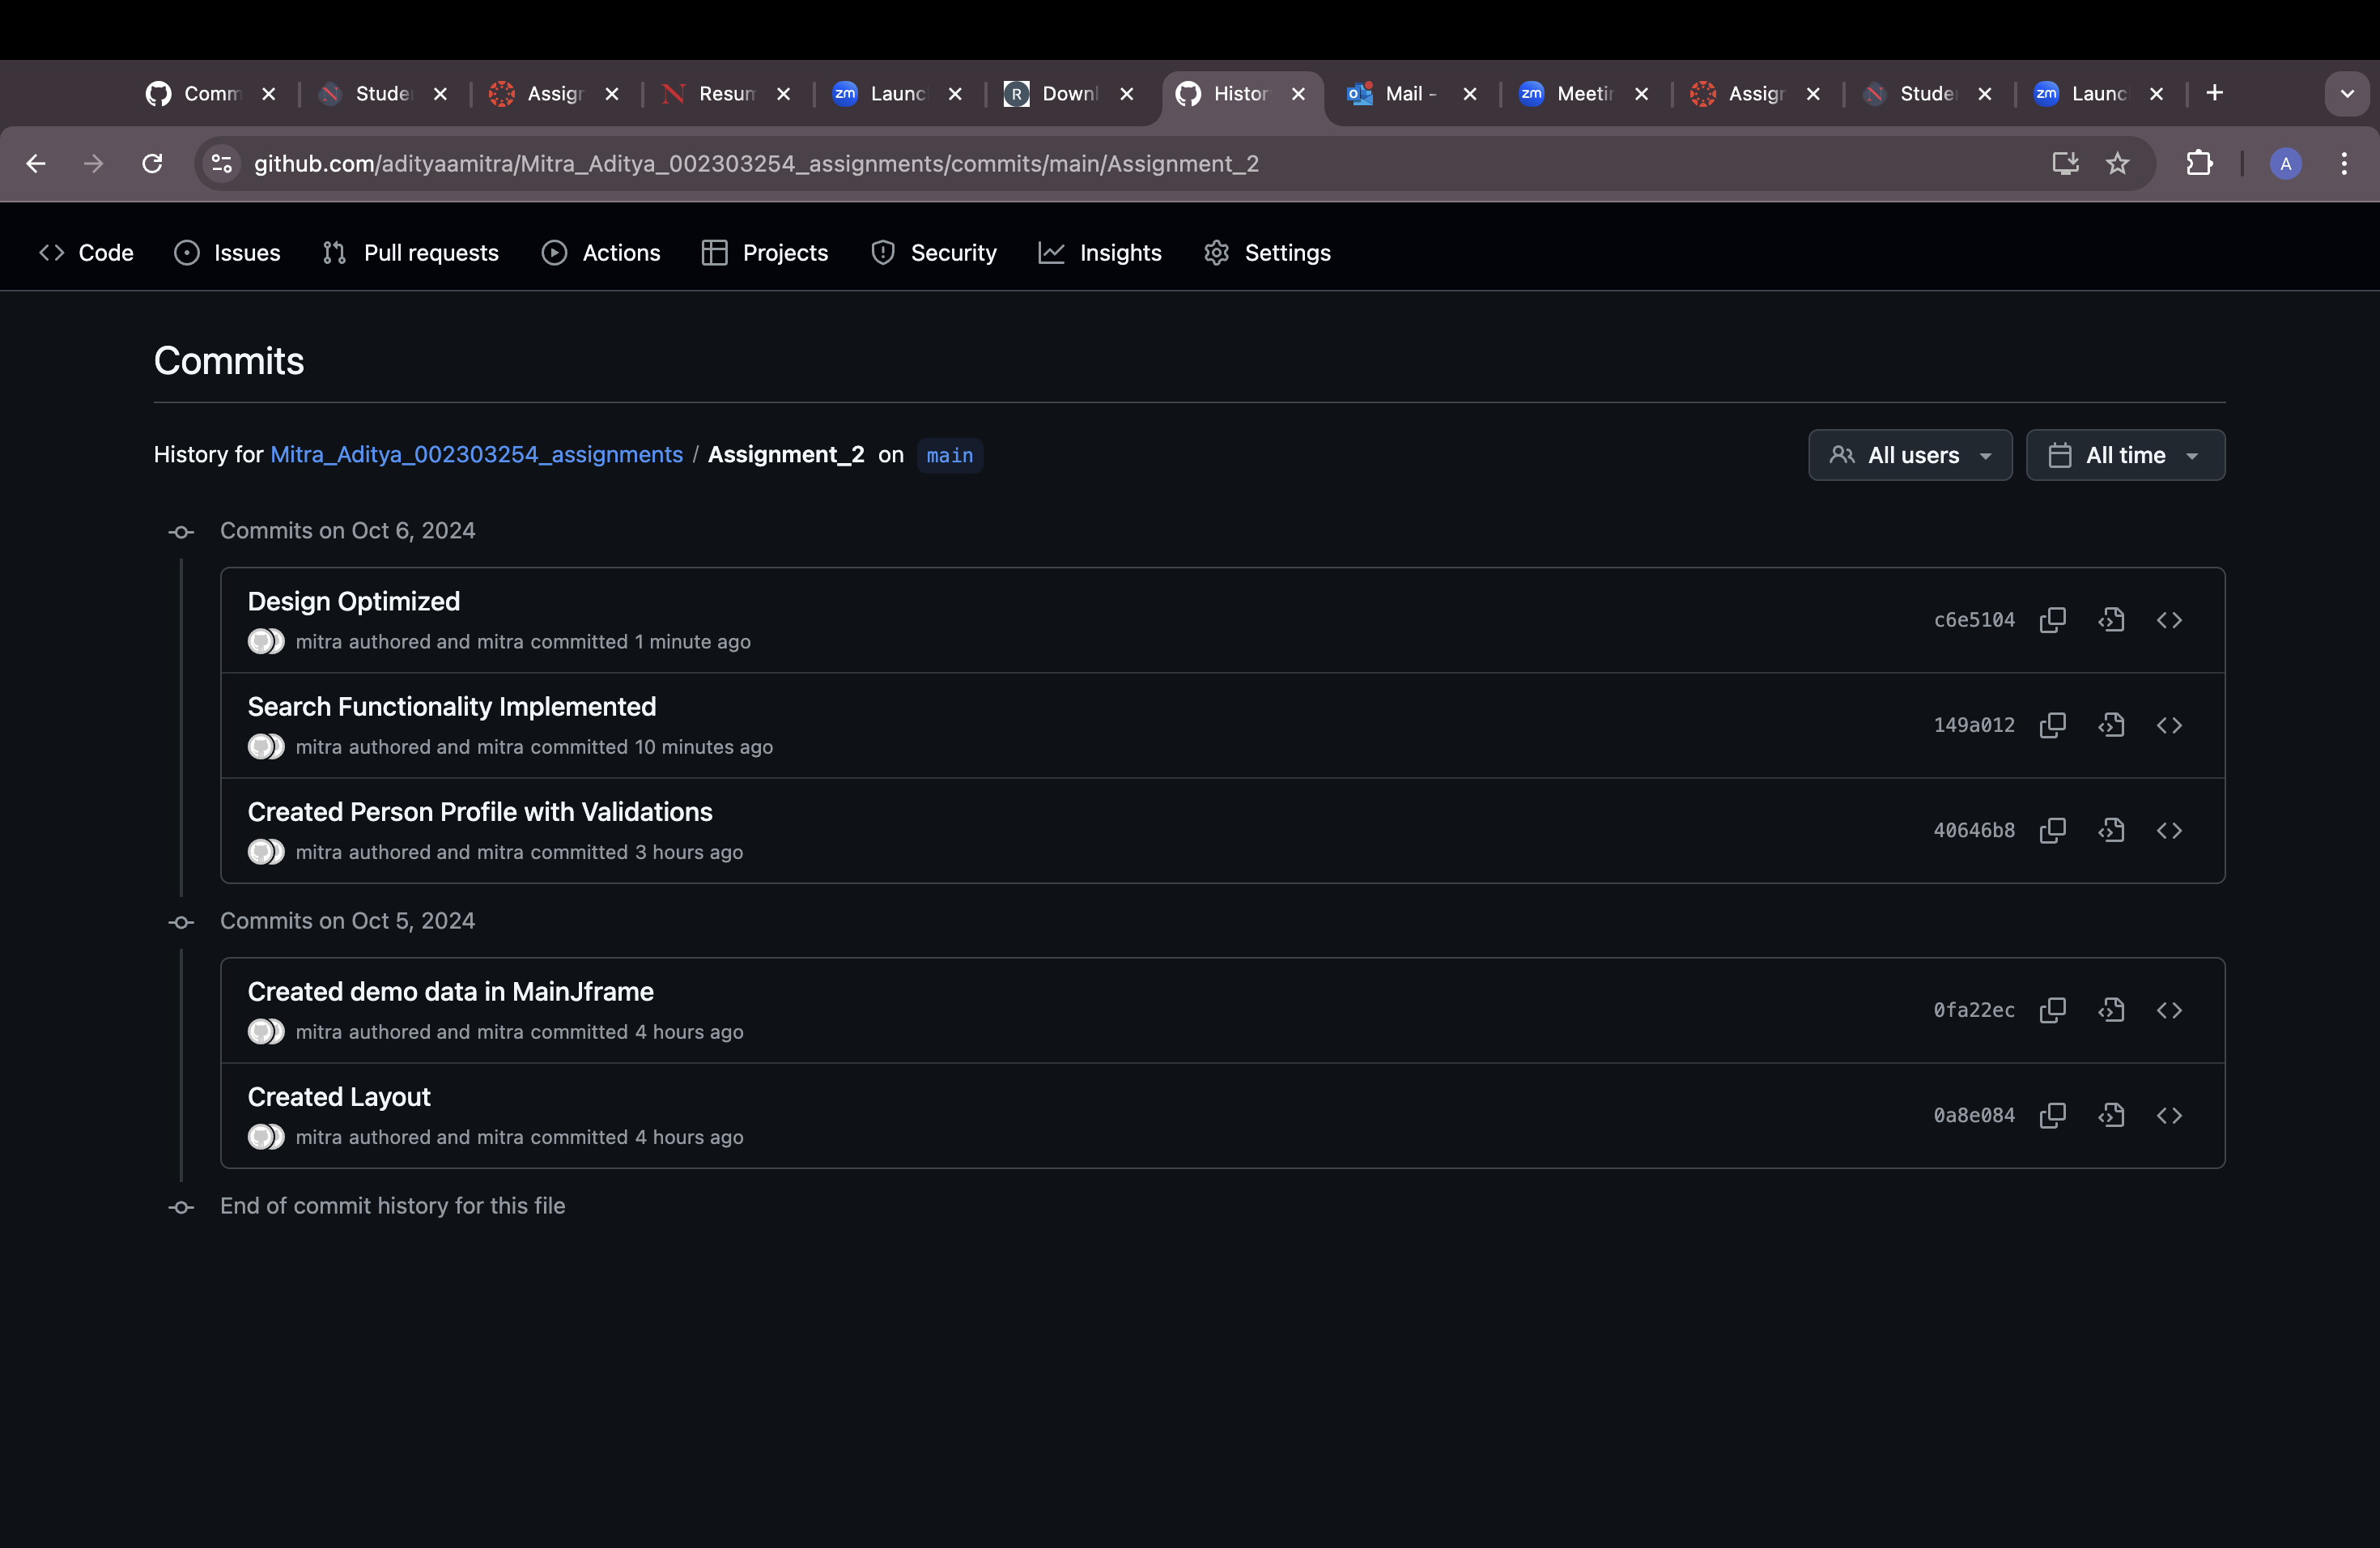 Comm Stude Assign Resum Launc Downl Histor Mail - Meetin Assign Stude Launc
github.com/adityaamitra/Mitra_Aditya_002303254_assignments/commits/main/Assignment_2
A
Code Issues Pull requests Actions Projects Security Insights Settings
Commits
History for Mitra_Aditya_002303254_assignments / Assignment_2 on main
All users All time
Commits on Oct 6, 2024
Design Optimized
mitra authored and mitra committed 1 minute ago
c6e5104
Search Functionality Implemented
mitra authored and mitra committed 10 minutes ago
149a012
Created Person Profile with Validations
mitra authored and mitra committed 3 hours ago
40646b8
Commits on Oct 5, 2024
Created demo data in MainJframe
mitra authored and mitra committed 4 hours ago
0fa22ec
Created Layout
mitra authored and mitra committed 4 hours ago
0a8e084
End of commit history for this file